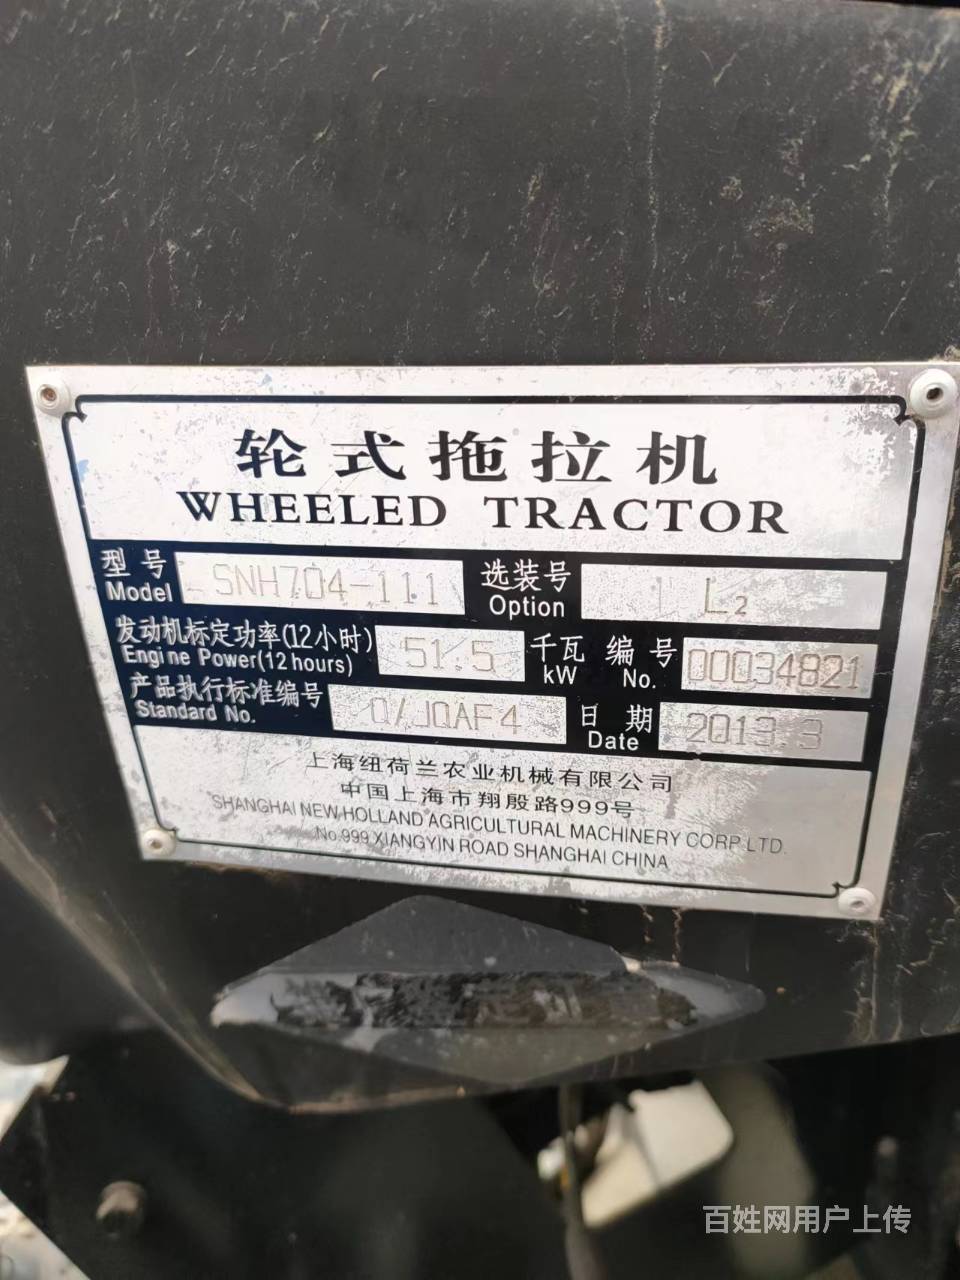 轮式拖拉机
WHEELED TRACTOR
型号 SNH704-111 选装号 L₂
Model Option
发动机标定功率(12小时) 51.5 千瓦 编号 00034821
Engine Power(12 hours) kW No.
产品执行标准编号 Q/JQAF4 日期 2013.3
Standard No. Date
上海纽荷兰农业机械有限公司
中国上海市翔殷路999号
SHANGHAI NEW HOLLAND AGRICULTURAL MACHINERY CORP LTD.
No.999 XIANGYIN ROAD SHANGHAI CHINA
百姓网用户上传